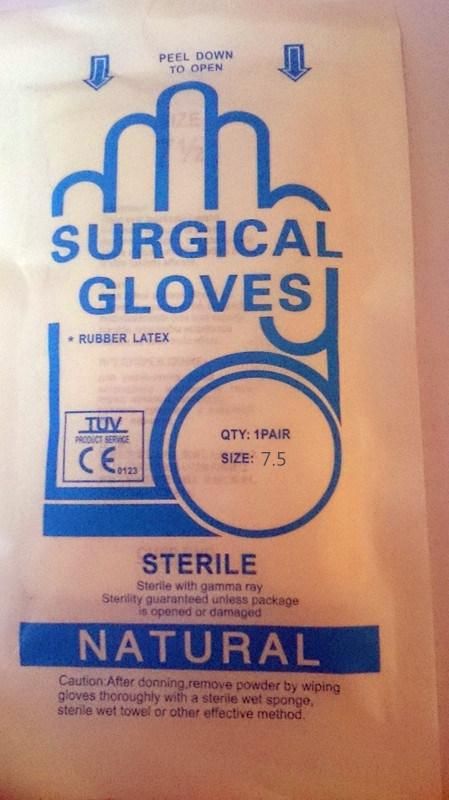 PEEL DOWN
TO OPEN
SURGICAL
GLOVES
* RUBBER LATEX
TUV
PRODUCT SERVICE
CE 0123
QTY: 1PAIR
SIZE: 7.5
STERILE
Sterile with gamma ray
Sterility guaranteed unless package
is opened or damaged
NATURAL
Caution:After donning,remove powder by wiping
gloves thoroughly with a sterile wet sponge,
sterile wet towel or other effective method.